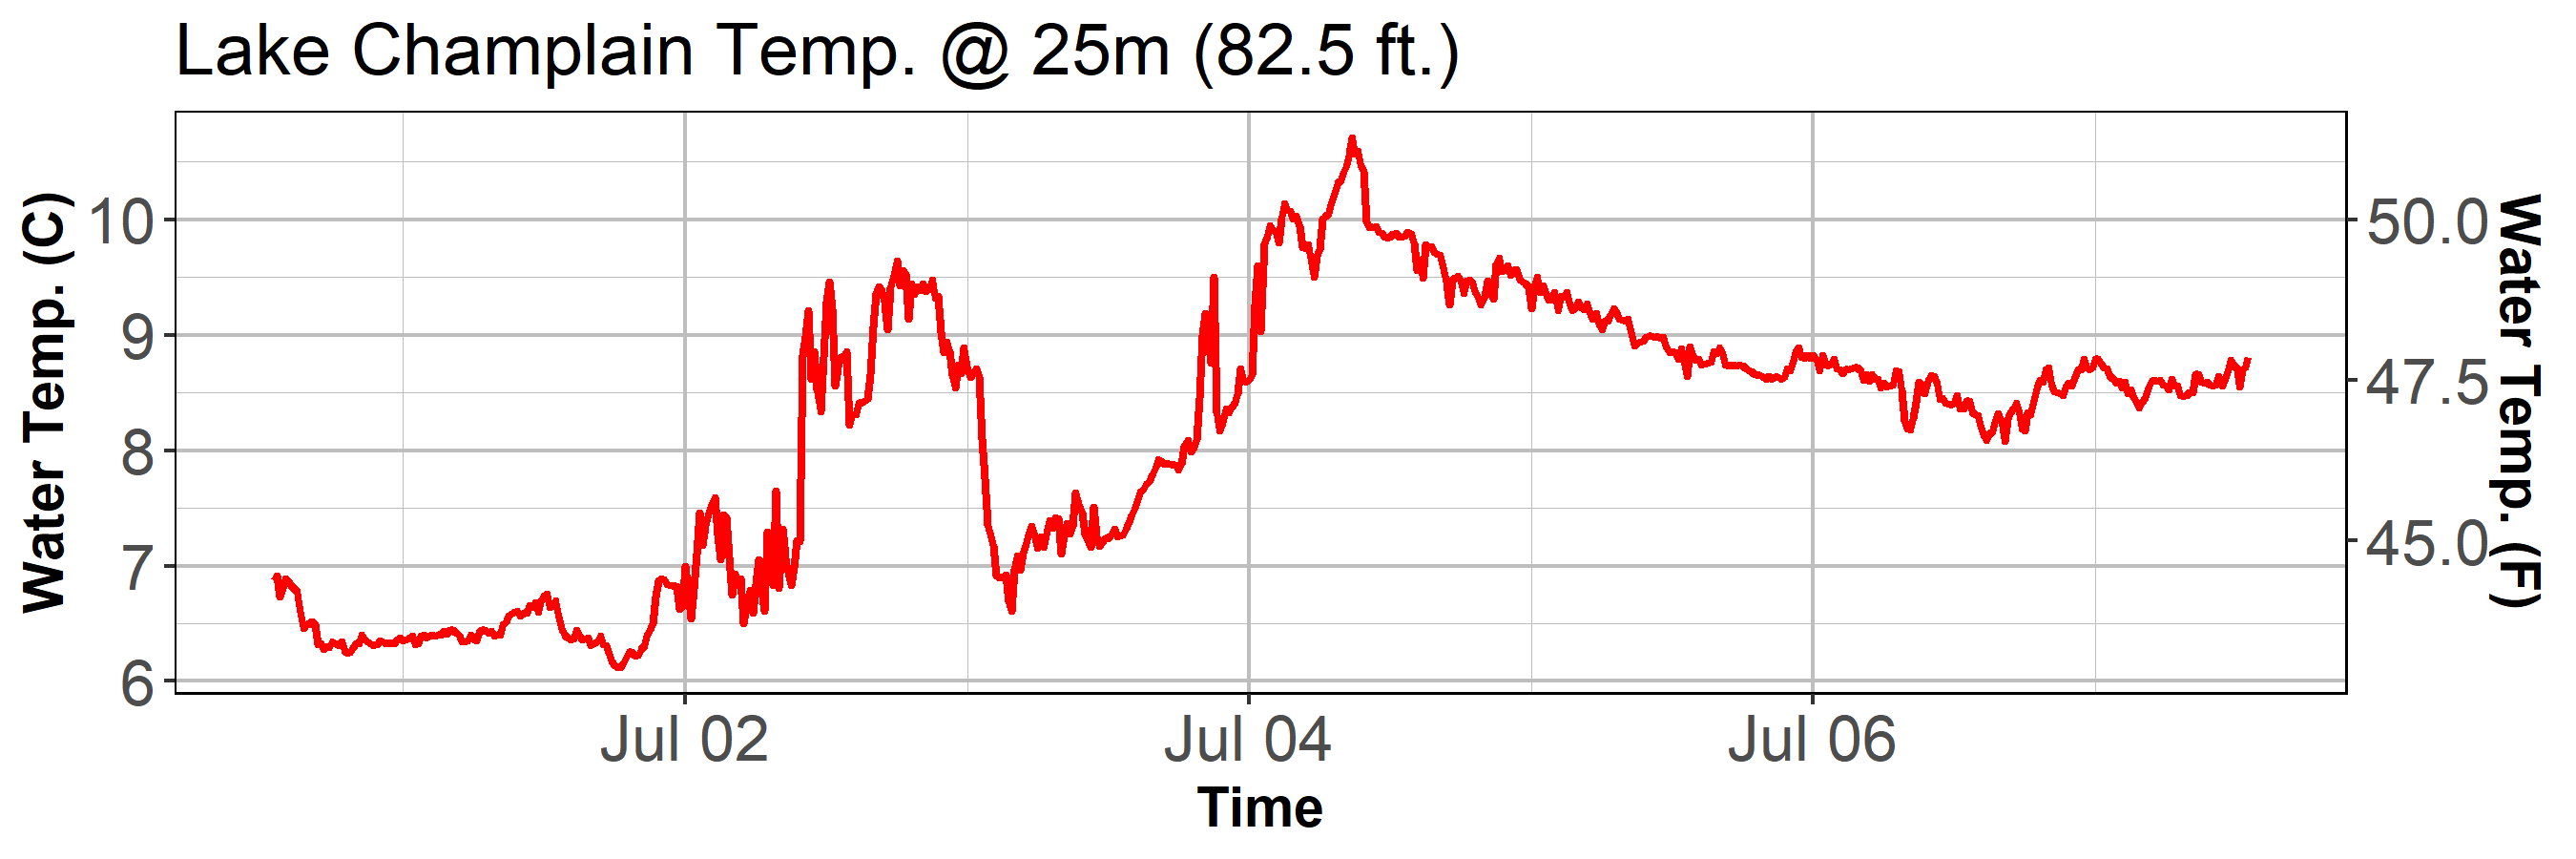 Lake Champlain Temp. @ 25m (82.5 ft.)
Water Temp. (C)
10
9
8
7
6
50.0
47.5
45.0
Water Temp. (F)
Jul 02 Jul 04 Jul 06
Time